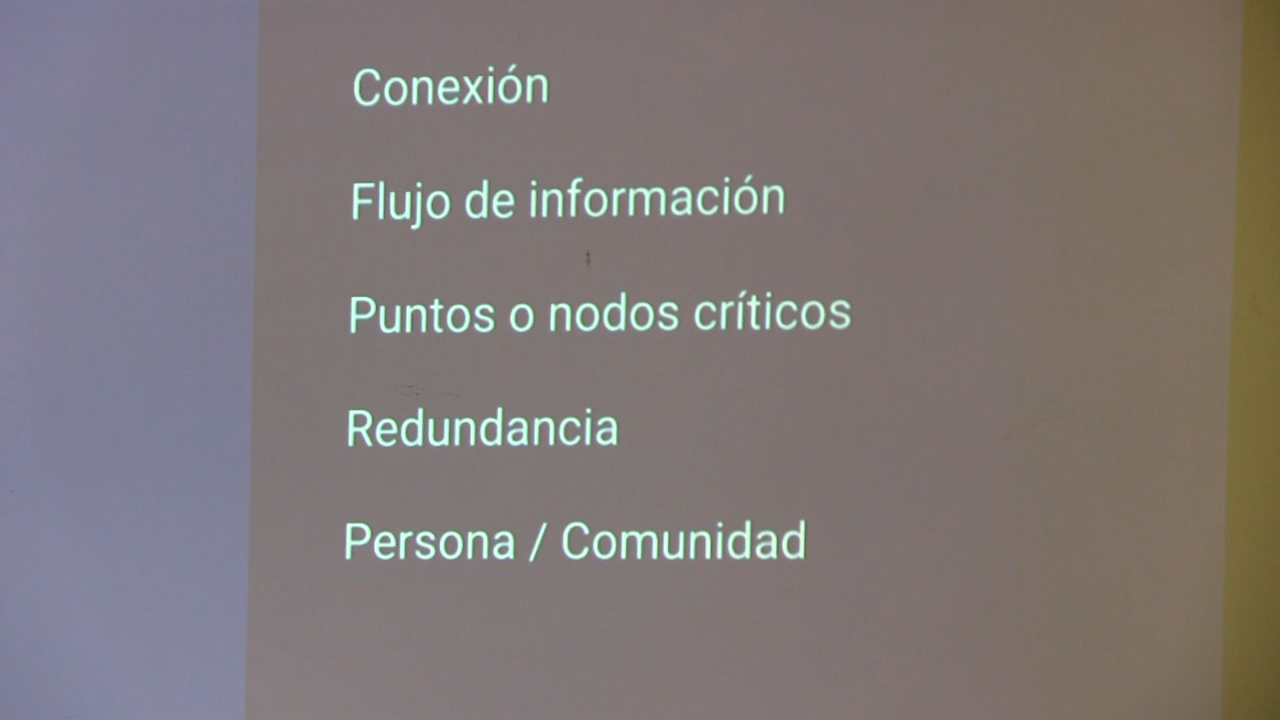 Conexión
Flujo de información
Puntos o nodos críticos
Redundancia
Persona / Comunidad